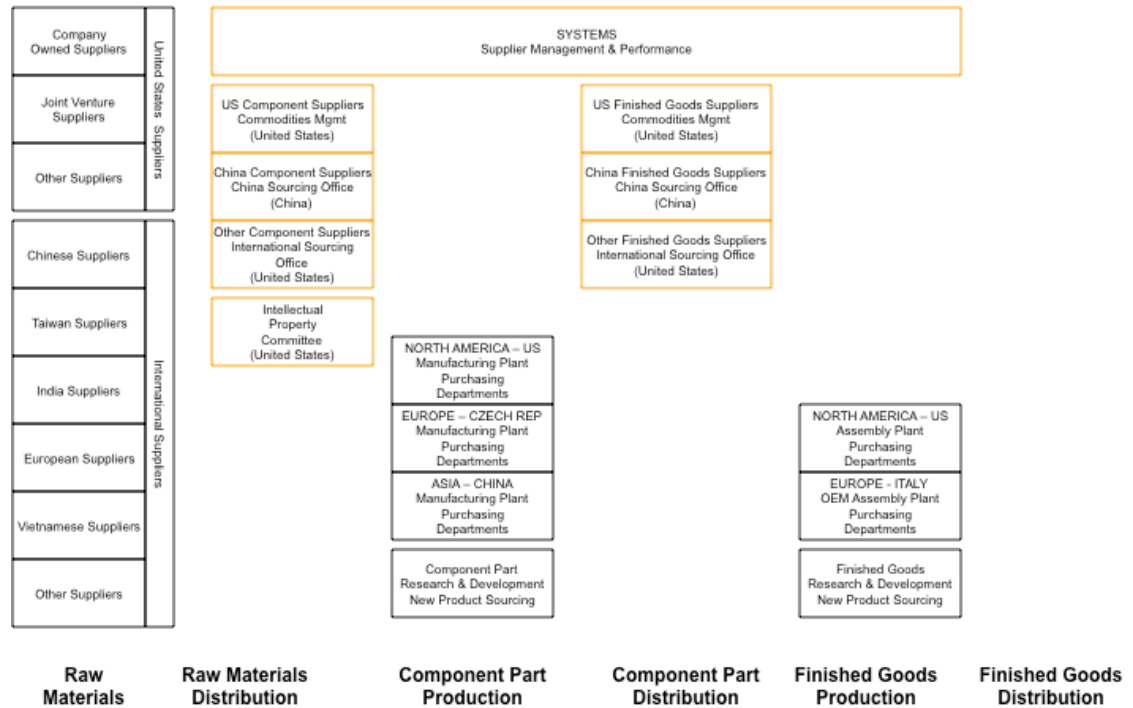 Company
Owned Suppliers
Joint Venture
Suppliers
Other Suppliers
United States Suppliers
Chinese Suppliers
Taiwan Suppliers
India Suppliers
European Suppliers
Vietnamese Suppliers
Other Suppliers
International Suppliers
SYSTEMS
Supplier Management & Performance
US Component Suppliers
Commodities Mgmt
(United States)
China Component Suppliers
China Sourcing Office
(China)
Other Component Suppliers
International Sourcing
Office
(United States)
Intellectual
Property
Committee
(United States)
NORTH AMERICA – US
Manufacturing Plant
Purchasing
Departments
EUROPE – CZECH REP
Manufacturing Plant
Purchasing
Departments
ASIA – CHINA
Manufacturing Plant
Purchasing
Departments
Component Part
Research & Development
New Product Sourcing
US Finished Goods Suppliers
Commodities Mgmt
(United States)
China Finished Goods Suppliers
China Sourcing Office
(China)
Other Finished Goods Suppliers
International Sourcing Office
(United States)
NORTH AMERICA – US
Assembly Plant
Purchasing
Departments
EUROPE - ITALY
OEM Assembly Plant
Purchasing
Departments
Finished Goods
Research & Development
New Product Sourcing
Raw
Materials
Raw Materials
Distribution
Component Part
Production
Component Part
Distribution
Finished Goods
Production
Finished Goods
Distribution